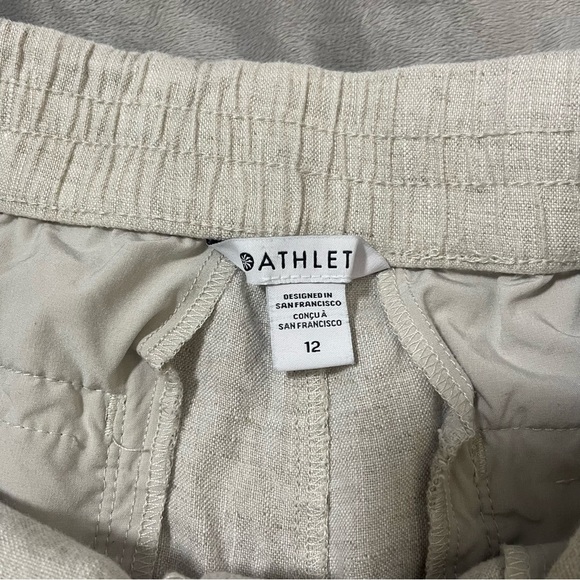 ATHLET
DESIGNED IN
SAN FRANCISCO
CONÇU À
SAN FRANCISCO
12